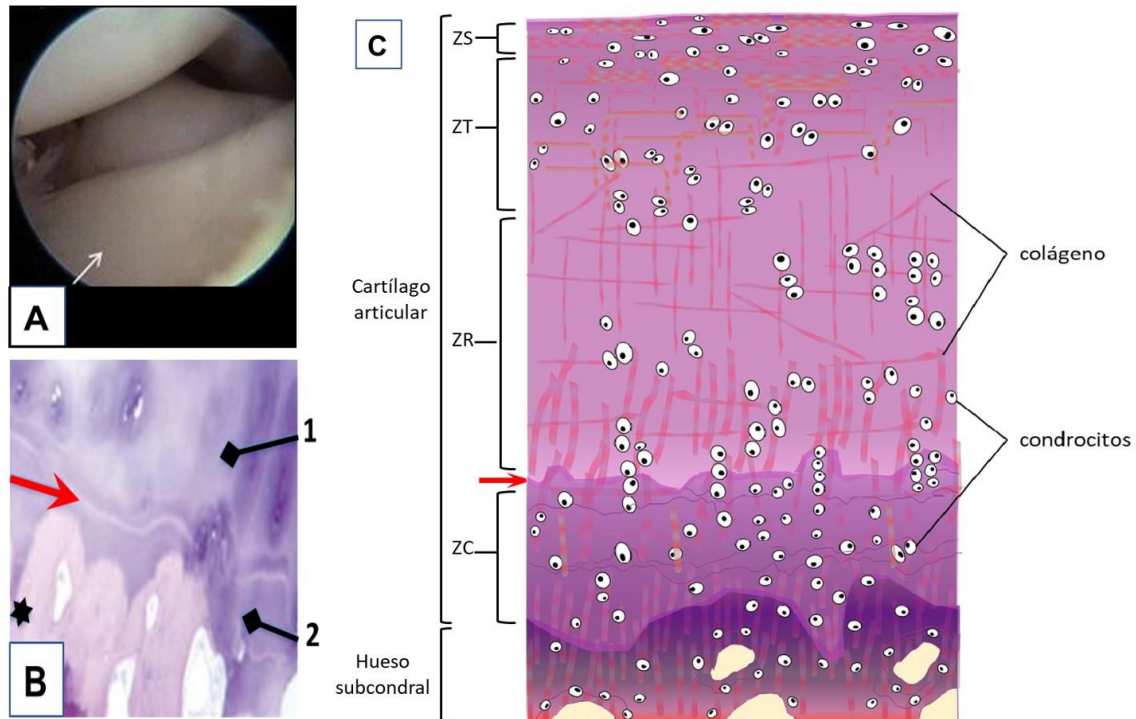 A
B
1
2
C
ZS
ZT
Cartílago
articular
ZR
ZC
Hueso
subcondral
colágeno
condrocitos